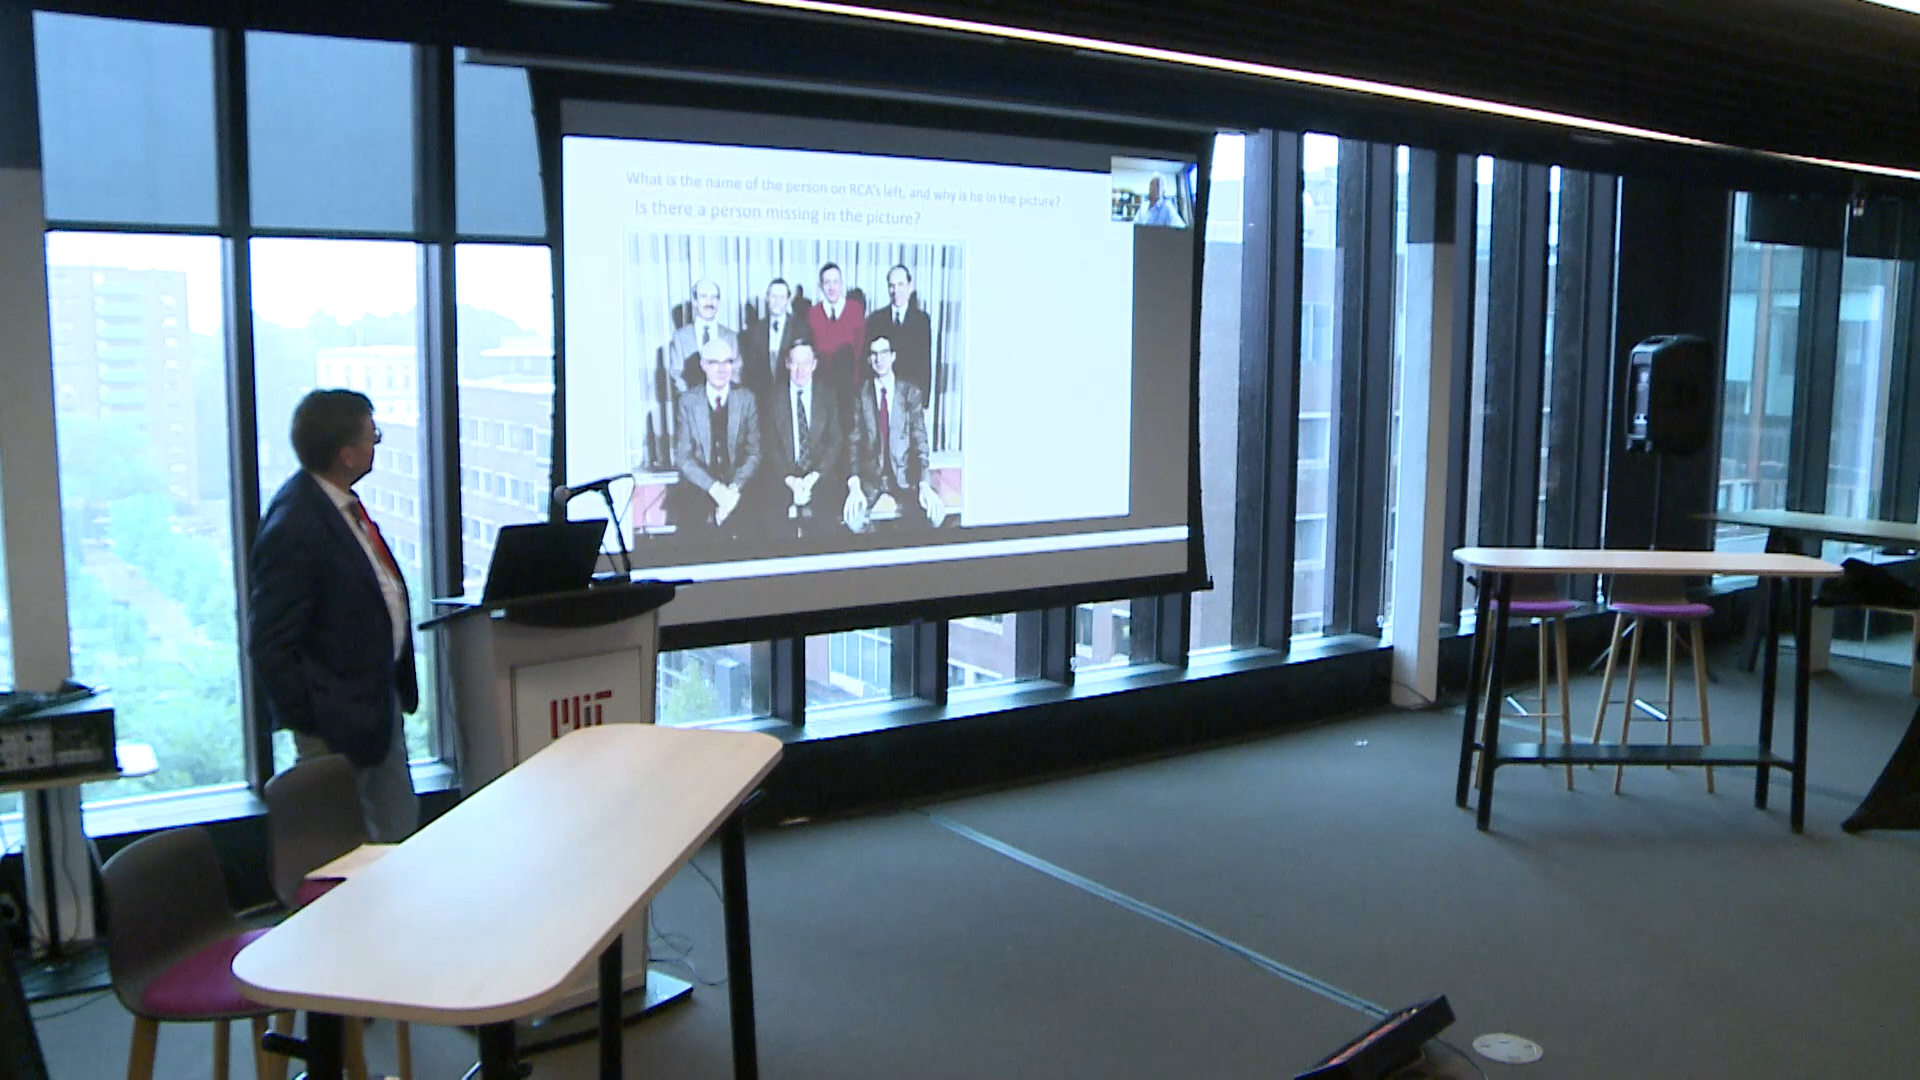 What is the name of the person on RCA's left, and why is he in the picture?
Is there a person missing in the picture?
MIT